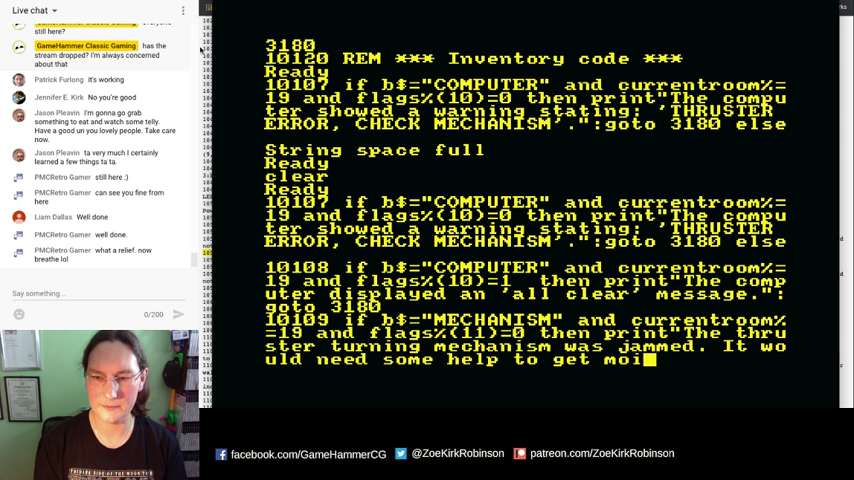 Live chat
GameHammer Classic Gaming everyone
still here?
GameHammer Classic Gaming has the
stream dropped? I'm always concerned
about that
Patrick Furlong it's working
Jennifer E. Kirk No you're good
Jason Pleavin I'm gonna go grab
something to eat and watch some telly.
Have a good un you lovely people. Take care
now.
Jason Pleavin ta very much I certainly
learned a few things ta ta.
PMCRetro Gamer still here :)
PMCRetro Gamer can see you fine from
here
Liam Dallas Well done
PMCRetro Gamer well done.
PMCRetro Gamer what a relief. now
breathe lol
Say something...
0/200
3180
10120 REM *** Inventory code ***
Ready
10107 if b$="COMPUTER" and currentroom%=
19 and flags%(10)=0 then print"The compu
ter showed a warning stating: 'THRUSTER
ERROR, CHECK MECHANISM'.":goto 3180 else
String space full
Ready
clear
Ready
10107 if b$="COMPUTER" and currentroom%=
19 and flags%(10)=0 then print"The compu
ter showed a warning stating: 'THRUSTER
ERROR, CHECK MECHANISM'.":goto 3180 else
10108 if b$="COMPUTER" and currentroom%=
19 and flags%(10)=1 then print"The comp
uter displayed an 'all clear' message.":
goto 3180
10109 if b$="MECHANISM" and currentroom%
=19 and flags%(11)=0 then print"The thru
ster turning mechanism was jammed. It wo
uld need some help to get moi
facebook.com/GameHammerCG
@ZoeKirkRobinson
patreon.com/ZoeKirkRobinson